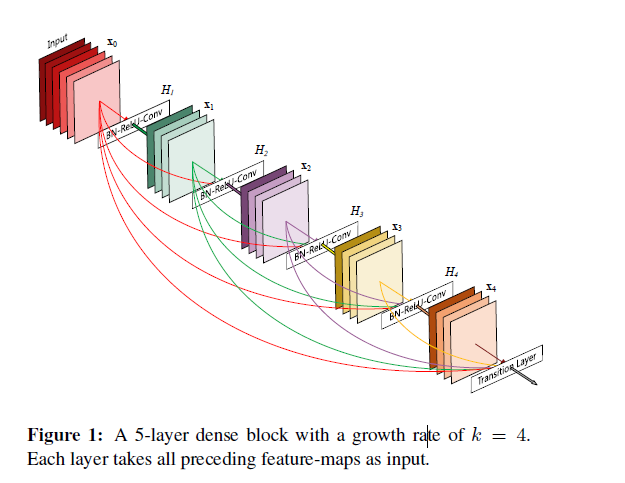 Input
x0
H1
BN-ReLU-Conv
x1
H2
BN-ReLU-Conv
x2
H3
BN-ReLU-Conv
x3
H4
BN-ReLU-Conv
x4
Transition Layer
Figure 1: A 5-layer dense block with a growth rate of k = 4.
Each layer takes all preceding feature-maps as input.